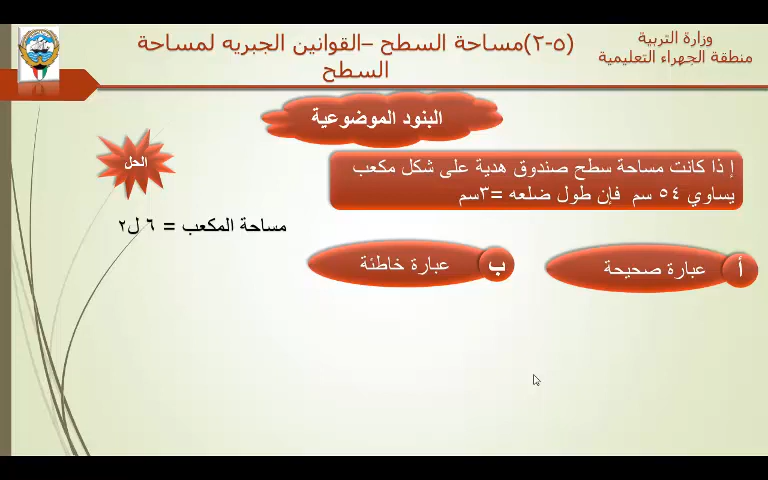 وزارة التربية
منطقة الجهراء التعليمية
(٥-٢)مساحة السطح –القوانين الجبريه لمساحة
السطح
البنود الموضوعية
إ ذا كانت مساحة سطح صندوق هدية على شكل مكعب
يساوي ٥٤ سم فإن طول ضلعه =٣سم
الحل
مساحة المكعب = ٦ ل٢
أ عبارة صحيحة
ب عبارة خاطئة